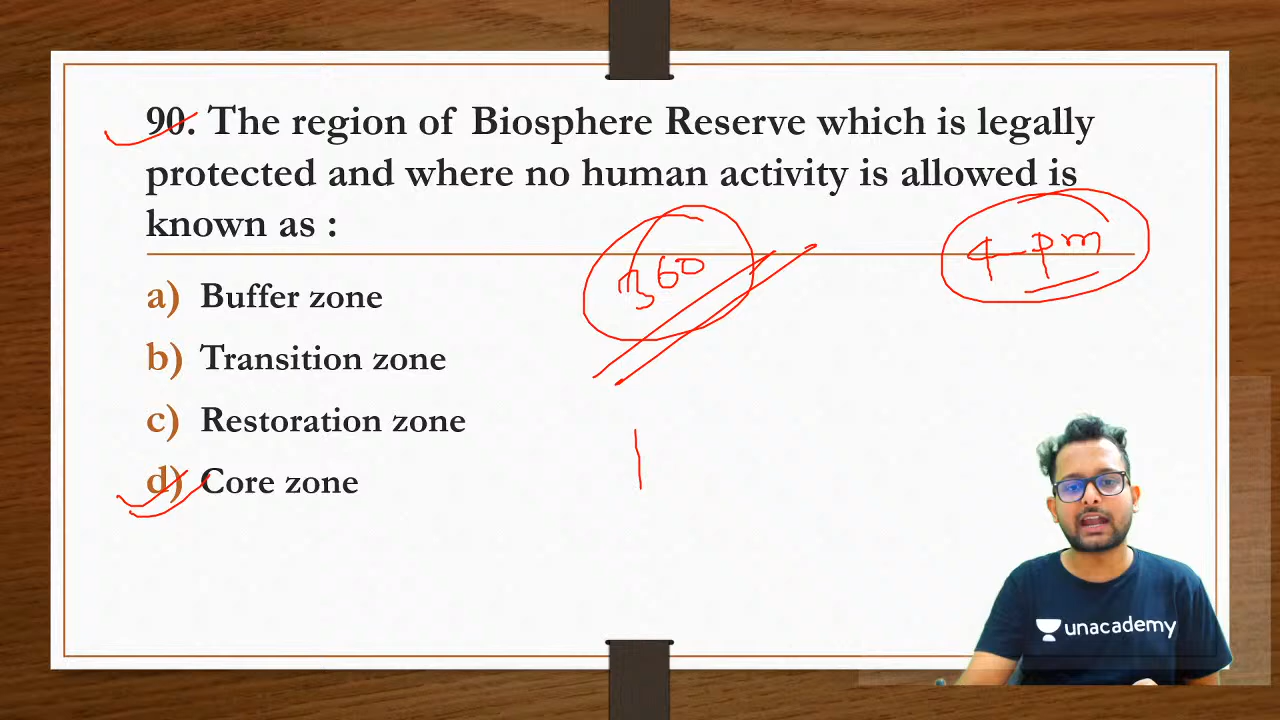 90. The region of Biosphere Reserve which is legally
protected and where no human activity is allowed is
known as :
a) Buffer zone
b) Transition zone
c) Restoration zone
d) Core zone
360
4 pm
unacademy